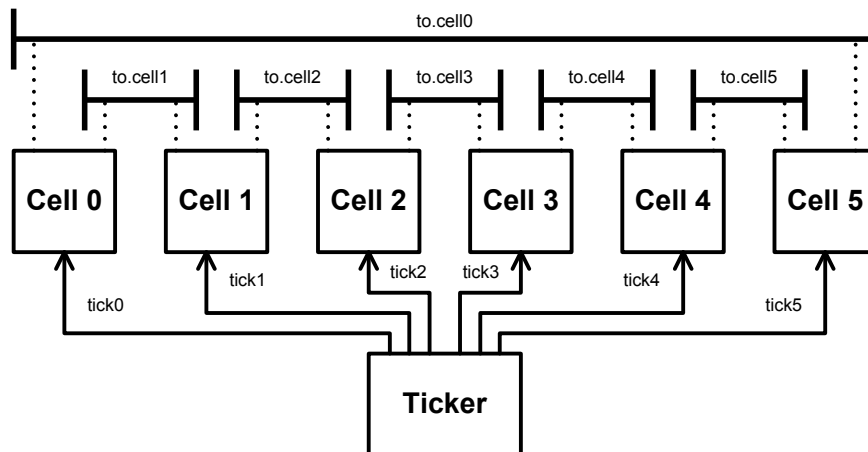 to.cell0
to.cell1 to.cell2 to.cell3 to.cell4 to.cell5
Cell 0 Cell 1 Cell 2 Cell 3 Cell 4 Cell 5
tick0 tick1 tick2 tick3 tick4 tick5
Ticker